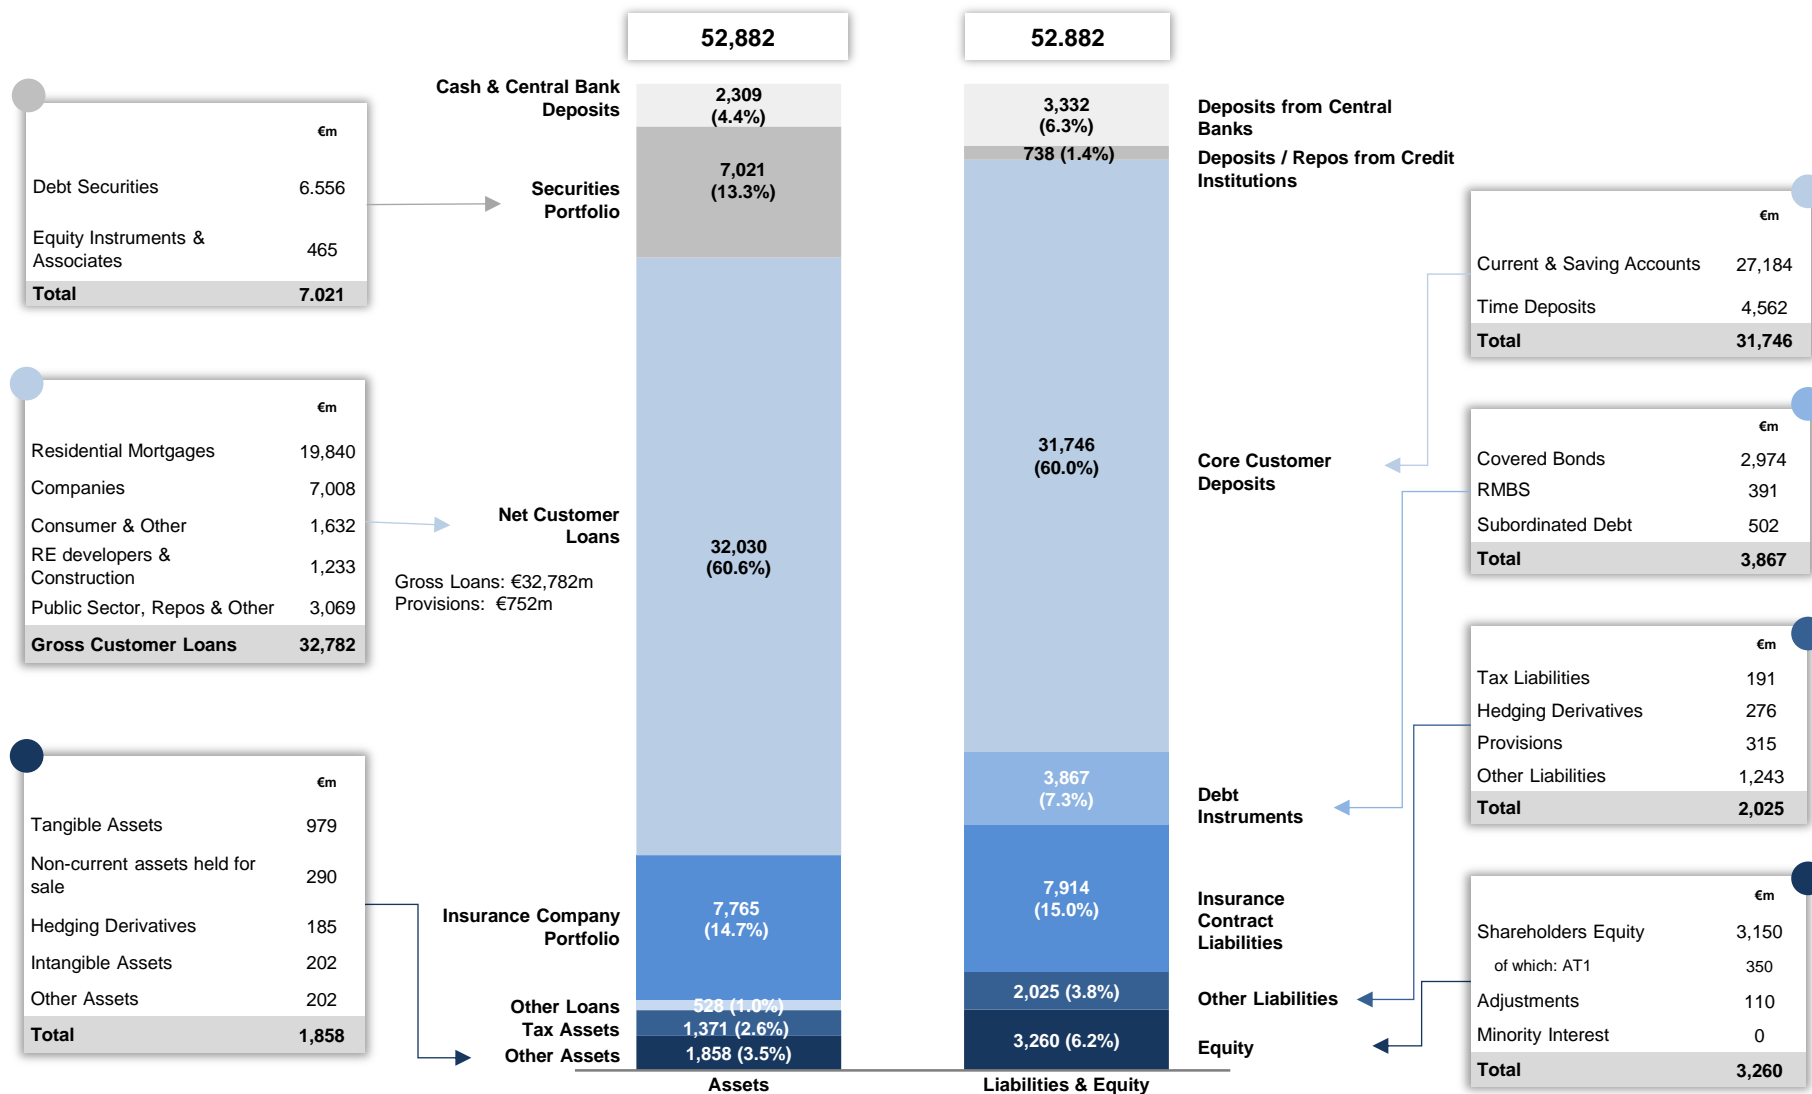 52,882
52.882
€m
Debt Securities 6.556
Equity Instruments &
Associates 465
Total 7.021
€m
Residential Mortgages 19,840
Companies 7,008
Consumer & Other 1,632
RE developers &
Construction 1,233
Public Sector, Repos & Other 3,069
Gross Customer Loans 32,782
€m
Tangible Assets 979
Non-current assets held for
sale 290
Hedging Derivatives 185
Intangible Assets 202
Other Assets 202
Total 1,858
Cash & Central Bank
Deposits
Securities
Portfolio
Net Customer
Loans
Gross Loans: €32,782m
Provisions: €752m
Insurance Company
Portfolio
Other Loans
Tax Assets
Other Assets
2,309
(4.4%)
7,021
(13.3%)
32,030
(60.6%)
7,765
(14.7%)
528 (1.0%)
1,371 (2.6%)
1,858 (3.5%)
Assets
3,332
(6.3%)
738 (1.4%)
31,746
(60.0%)
3,867
(7.3%)
7,914
(15.0%)
2,025 (3.8%)
3,260 (6.2%)
Liabilities & Equity
Deposits from Central
Banks
Deposits / Repos from Credit
Institutions
Core Customer
Deposits
Debt
Instruments
Insurance
Contract
Liabilities
Other Liabilities
Equity
€m
Current & Saving Accounts 27,184
Time Deposits 4,562
Total 31,746
€m
Covered Bonds 2,974
RMBS 391
Subordinated Debt 502
Total 3,867
€m
Tax Liabilities 191
Hedging Derivatives 276
Provisions 315
Other Liabilities 1,243
Total 2,025
€m
Shareholders Equity 3,150
of which: AT1 350
Adjustments 110
Minority Interest 0
Total 3,260